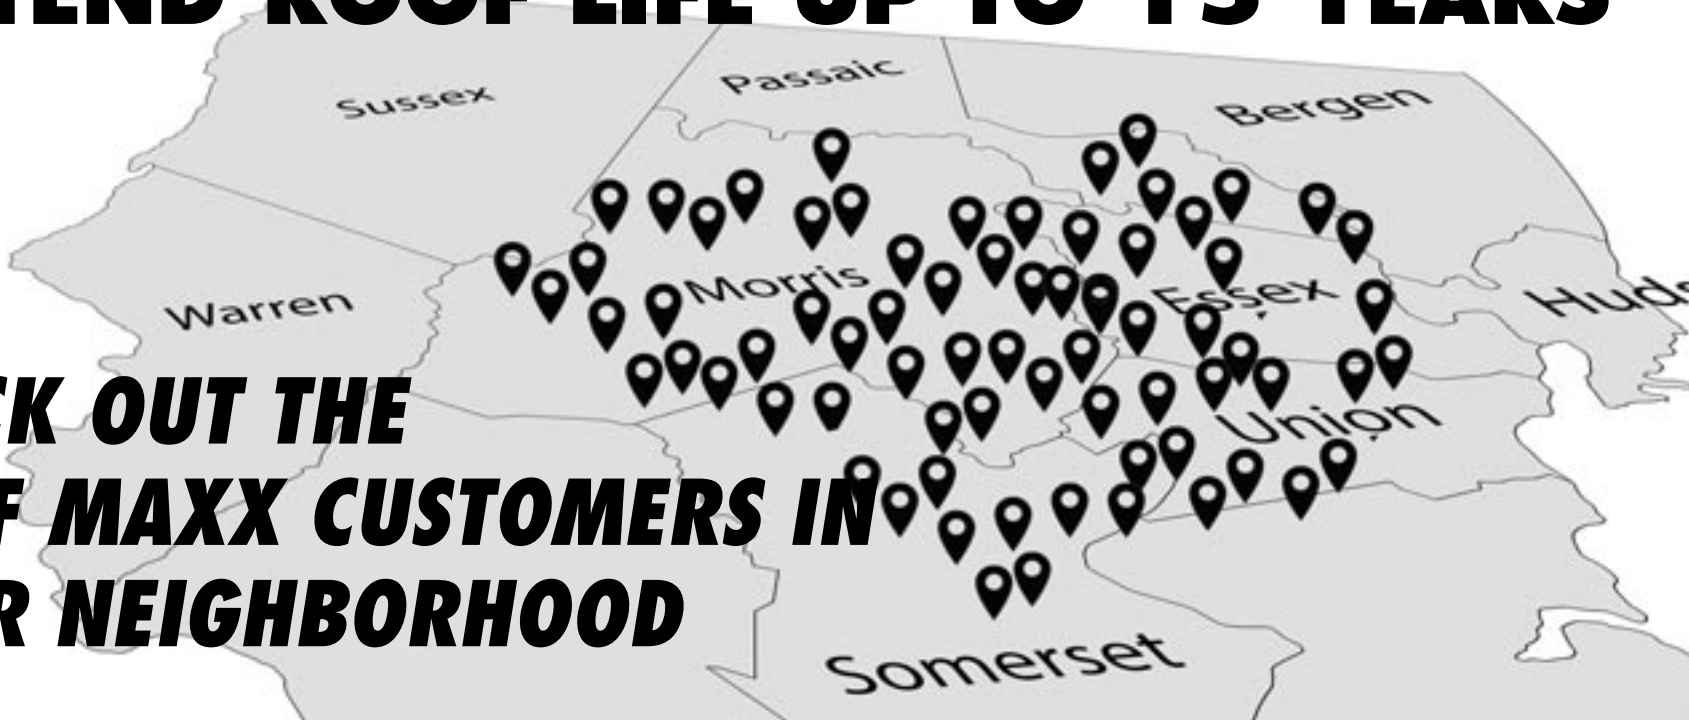 TEND ROOF LIFE UP TO 15 YEARS
Passaic
Sussex
Bergen
Morris
Essex
Warren
Huds
CK OUT THE
Union
F MAXX CUSTOMERS IN
R NEIGHBORHOOD
Somerset